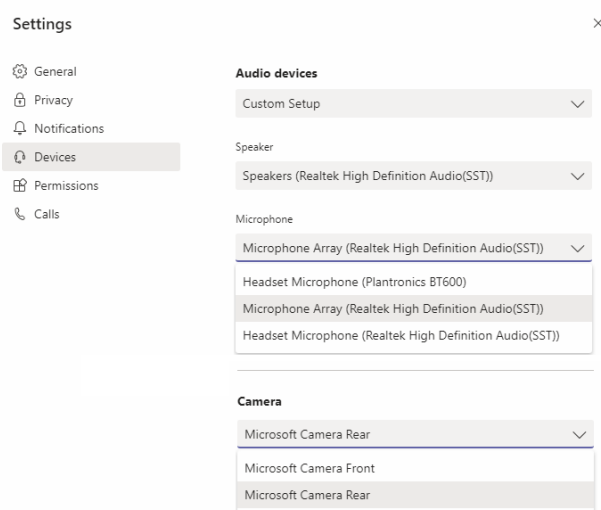 Settings
General
Privacy
Notifications
Devices
Permissions
Calls
Audio devices
Custom Setup
Speaker
Speakers (Realtek High Definition Audio(SST))
Microphone
Microphone Array (Realtek High Definition Audio(SST))
Headset Microphone (Plantronics BT600)
Microphone Array (Realtek High Definition Audio(SST))
Headset Microphone (Realtek High Definition Audio(SST))
Camera
Microsoft Camera Rear
Microsoft Camera Front
Microsoft Camera Rear